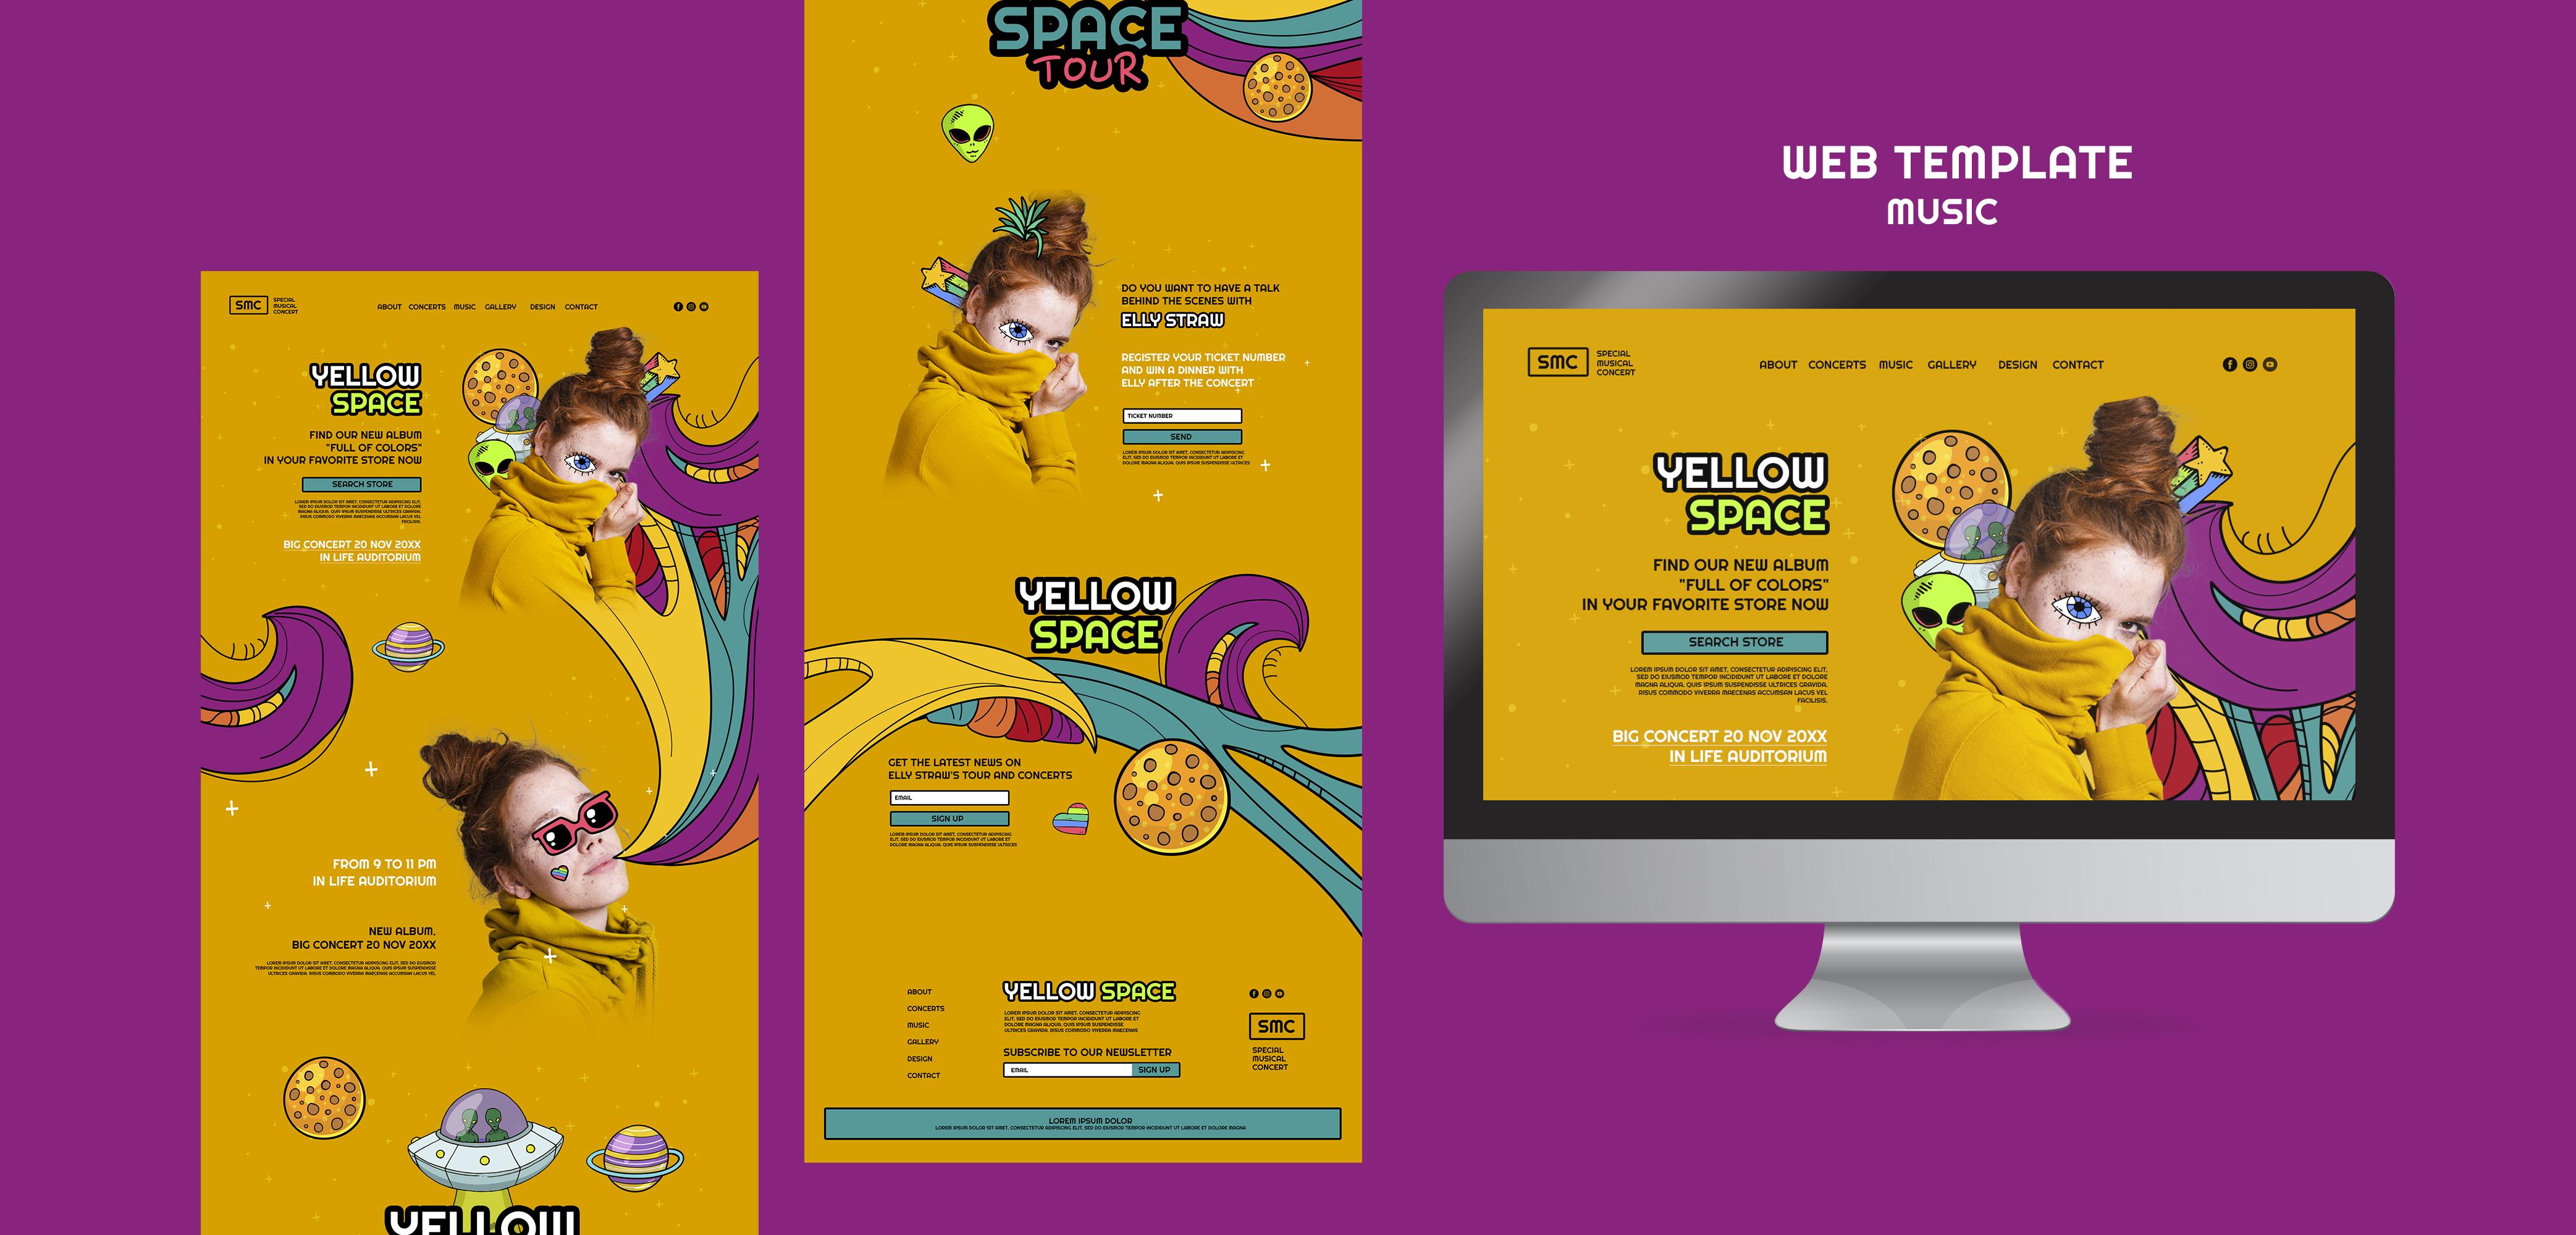 SMC
SPECIAL
MUSICAL
CONCERT
ABOUT CONCERTS MUSIC GALLERY DESIGN CONTACT
YELLOW
SPACE
FIND OUR NEW ALBUM
"FULL OF COLORS"
IN YOUR FAVORITE STORE NOW
SEARCH STORE
LOREM IPSUM DOLOR SIT AMET, CONSECTETUR ADIPISCING ELIT,
SED DO EIUSMOD TEMPOR INCIDIDUNT UT LABORE ET DOLORE
MAGNA ALIQUA. QUIS IPSUM SUSPENDISSE ULTRICES GRAVIDA.
RISUS COMMODO VIVERRA MAECENAS ACCUMSAN LACUS VEL
FACILISIS.
BIG CONCERT 20 NOV 20XX
IN LIFE AUDITORIUM
FROM 9 TO 11 PM
IN LIFE AUDITORIUM
NEW ALBUM,
BIG CONCERT 20 NOV 20XX
LOREM IPSUM DOLOR SIT AMET, CONSECTETUR ADIPISCING ELIT, SED DO EIUSMOD
TEMPOR INCIDIDUNT UT LABORE ET DOLORE MAGNA ALIQUA. QUIS IPSUM SUSPENDISSE
ULTRICES GRAVIDA. RISUS COMMODO VIVERRA MAECENAS ACCUMSAN LACUS VEL
YELLOW
SPACE
TOUR
DO YOU WANT TO HAVE A TALK
BEHIND THE SCENES WITH
ELLY STRAW
REGISTER YOUR TICKET NUMBER
AND WIN A DINNER WITH
ELLY AFTER THE CONCERT
TICKET NUMBER
SEND
LOREM IPSUM DOLOR SIT AMET, CONSECTETUR ADIPISCING
ELIT, SED DO EIUSMOD TEMPOR INCIDIDUNT UT LABORE ET
DOLORE MAGNA ALIQUA. QUIS IPSUM SUSPENDISSE ULTRICES
YELLOW
SPACE
GET THE LATEST NEWS ON
ELLY STRAW'S TOUR AND CONCERTS
EMAIL
SIGN UP
LOREM IPSUM DOLOR SIT AMET, CONSECTETUR ADIPISCING
ELIT, SED DO EIUSMOD TEMPOR INCIDIDUNT UT LABORE ET
DOLORE MAGNA ALIQUA. QUIS IPSUM SUSPENDISSE ULTRICES
ABOUT
CONCERTS
MUSIC
GALLERY
DESIGN
CONTACT
YELLOW SPACE
LOREM IPSUM DOLOR SIT AMET, CONSECTETUR ADIPISCING
ELIT, SED DO EIUSMOD TEMPOR INCIDIDUNT UT LABORE ET
DOLORE MAGNA ALIQUA. QUIS IPSUM SUSPENDISSE
ULTRICES GRAVIDA. RISUS COMMODO VIVERRA MAECENAS
SUBSCRIBE TO OUR NEWSLETTER
EMAIL SIGN UP
SMC
SPECIAL
MUSICAL
CONCERT
LOREM IPSUM DOLOR
LOREM IPSUM DOLOR SIT AMET, CONSECTETUR ADIPISCING ELIT, SED DO EIUSMOD TEMPOR INCIDIDUNT UT LABORE ET DOLORE MAGNA
WEB TEMPLATE
MUSIC
SMC
SPECIAL
MUSICAL
CONCERT
ABOUT CONCERTS MUSIC GALLERY DESIGN CONTACT
YELLOW
SPACE
FIND OUR NEW ALBUM
"FULL OF COLORS"
IN YOUR FAVORITE STORE NOW
SEARCH STORE
LOREM IPSUM DOLOR SIT AMET, CONSECTETUR ADIPISCING ELIT,
SED DO EIUSMOD TEMPOR INCIDIDUNT UT LABORE ET DOLORE
MAGNA ALIQUA. QUIS IPSUM SUSPENDISSE ULTRICES GRAVIDA.
RISUS COMMODO VIVERRA MAECENAS ACCUMSAN LACUS VEL
FACILISIS.
BIG CONCERT 20 NOV 20XX
IN LIFE AUDITORIUM